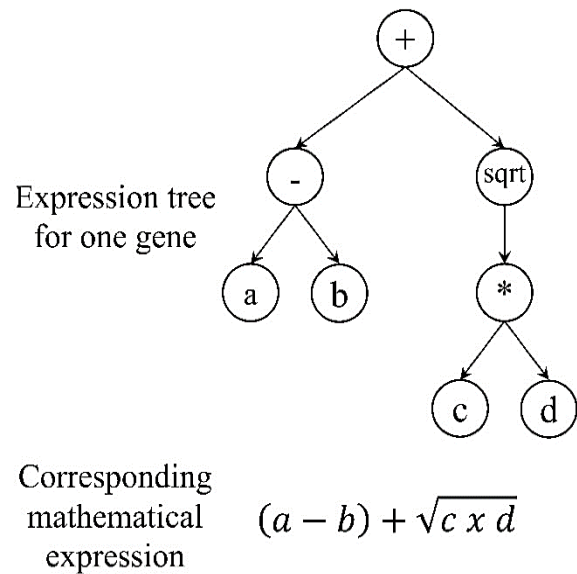 +
-
sqrt
Expression tree
for one gene
a
b
*
c
d
Corresponding
mathematical
expression
(a − b) + √c x d